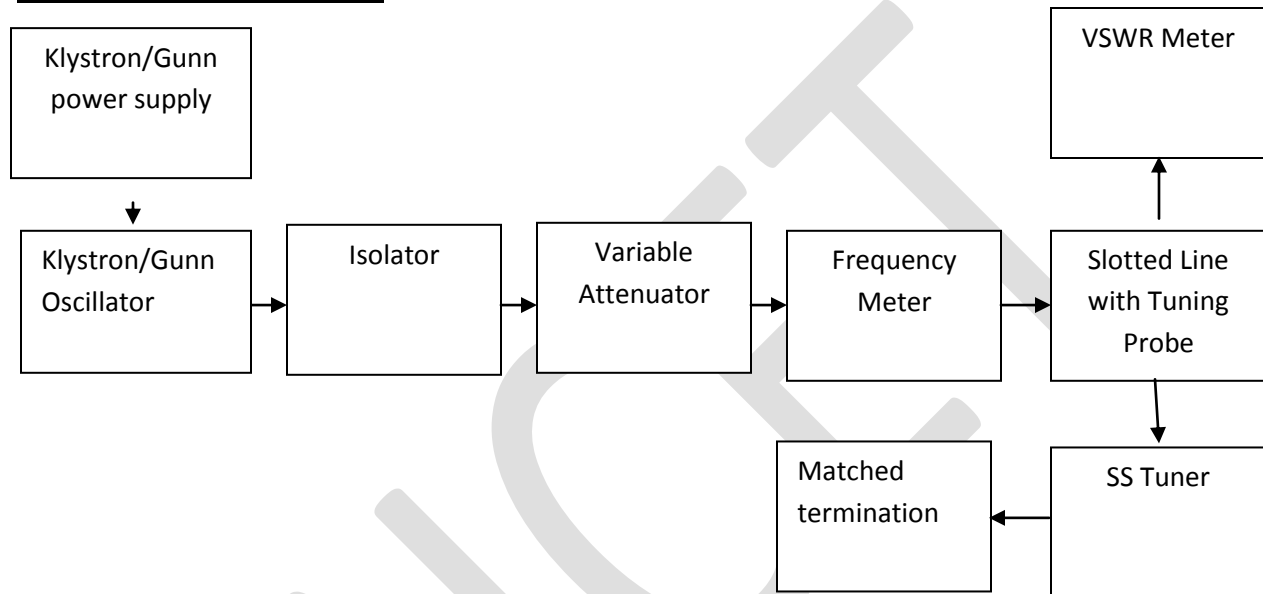 Klystron/Gunn
power supply
VSWR Meter
Klystron/Gunn
Oscillator
Isolator
Variable
Attenuator
Frequency
Meter
Slotted Line
with Tuning
Probe
Matched
termination
SS Tuner